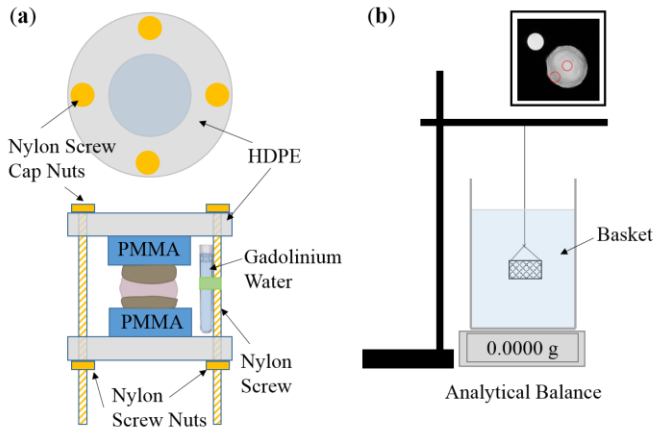 (a)
Nylon Screw
Cap Nuts
HDPE
PMMA
Gadolinium
Water
PMMA
Nylon
Screw
Nylon
Screw Nuts
(b)
Basket
0.0000 g
Analytical Balance